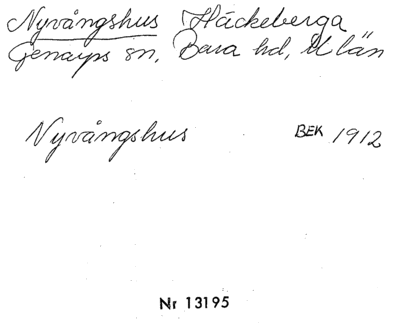 Nyvångshus Häckeberga
Genarps sn, Bara hd, M län
Nyvångshus BEK 1912
Nr 13195